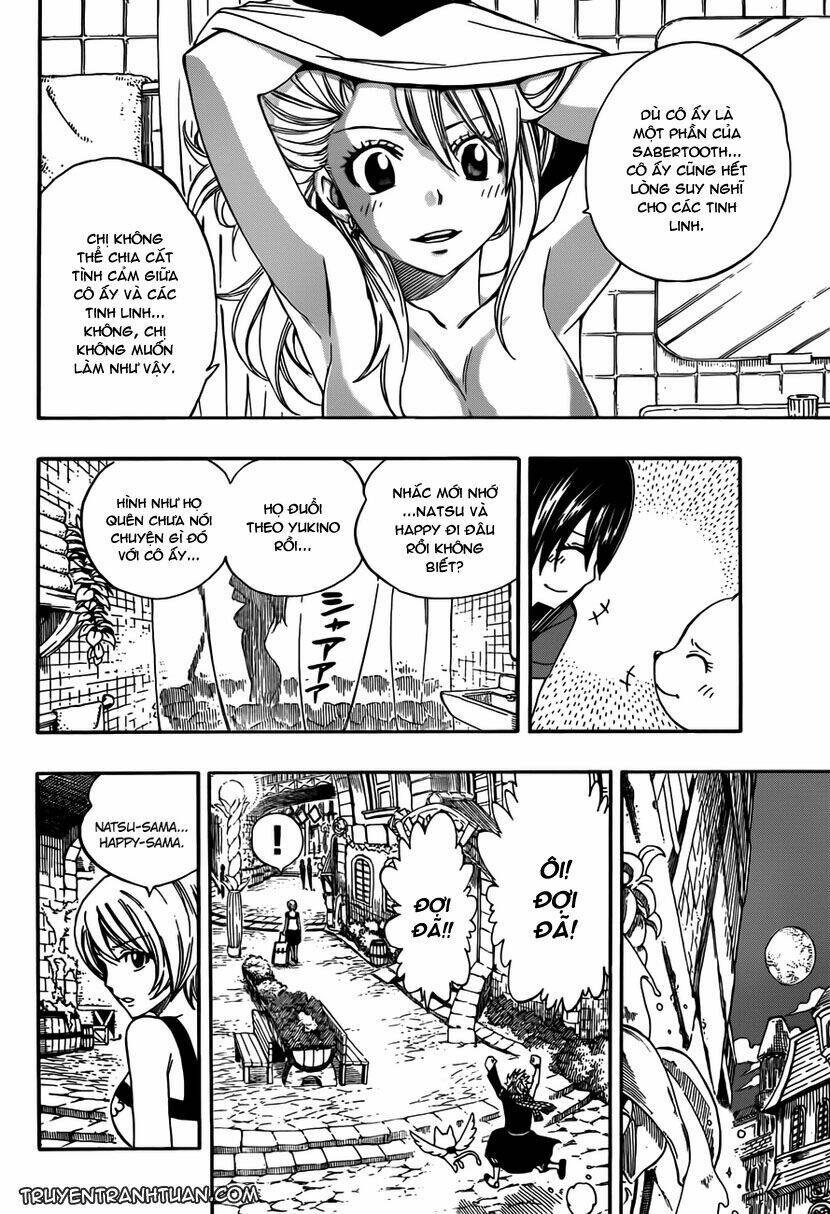 DÙ CÔ ẤY LÀ
MỘT PHẦN CỦA
SABERTOOTH...
CÔ ẤY CŨNG HẾT
LÒNG SUY NGHĨ
CHO CÁC TINH
LINH.
CHỊ KHÔNG
THỂ CHIA CẮT
TÌNH CẢM GIỮA
CÔ ẤY VÀ CÁC
TINH LINH...
KHÔNG, CHỊ
KHÔNG MUỐN
LÀM NHƯ VẬY.
NHẮC MỚI NHỚ
...NATSU VÀ
HAPPY ĐI ĐÂU
RỒI KHÔNG
BIẾT?
HỌ ĐUỔI
THEO YUKINO
RỒI...
HÌNH NHƯ HỌ
QUÊN CHƯA NÓI
CHUYỆN GÌ ĐÓ
VỚI CÔ ẤY...
シャアアアア
ÔI!
ĐỢI
ĐÃ!
ĐỢI
ĐÃ!!
!
NATSU-SAMA...
HAPPY-SAMA.
TRUYENTRANHTUAN.COM